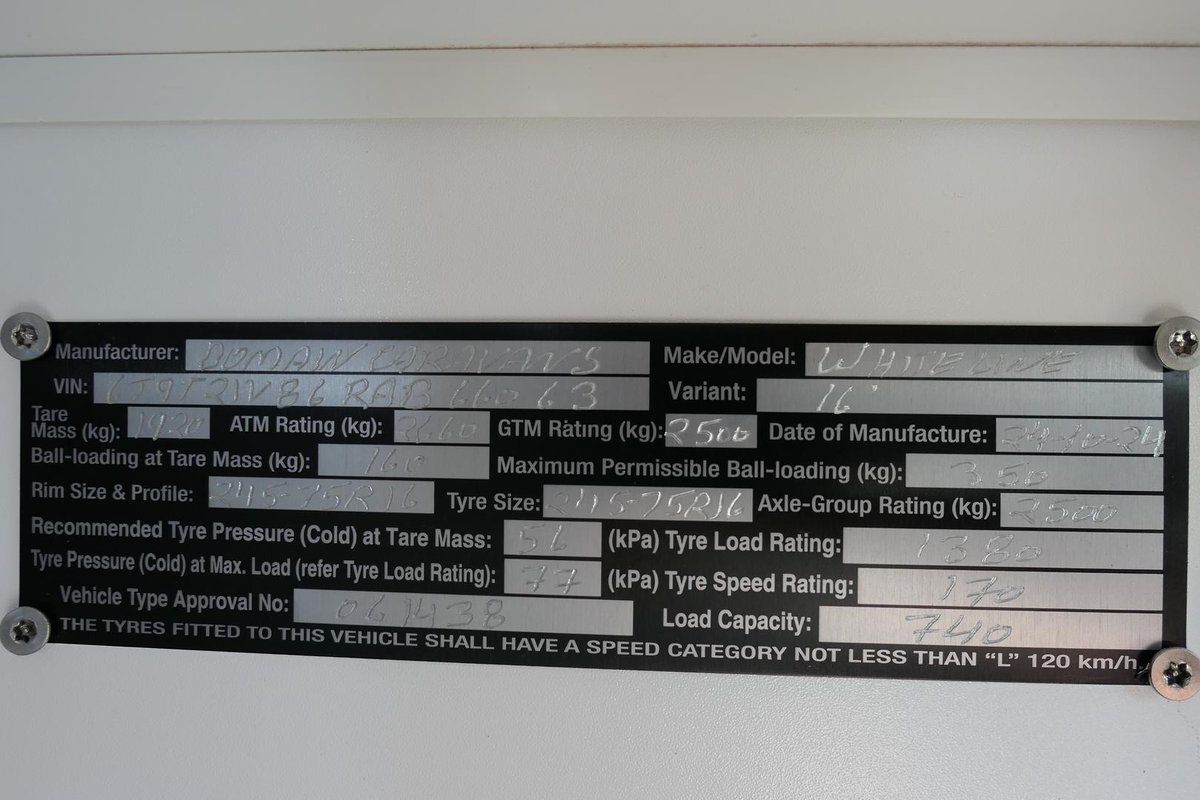 Manufacturer: DOMAIN CARAVANS Make/Model: WHITELINE
VIN: 6T9T21V86RAB66063 Variant: 16'
Tare Mass (kg): 1920 ATM Rating (kg): 2660 GTM Rating (kg): 2500 Date of Manufacture: 24-10-24
Ball-loading at Tare Mass (kg): 160 Maximum Permissible Ball-loading (kg): 350
Rim Size & Profile: 245-75R16 Tyre Size: 245-75R16 Axle-Group Rating (kg): 2500
Recommended Tyre Pressure (Cold) at Tare Mass: 56 (kPa) Tyre Load Rating: 1380
Tyre Pressure (Cold) at Max. Load (refer Tyre Load Rating): 77 (kPa) Tyre Speed Rating: 170
Vehicle Type Approval No: 061438 Load Capacity: 740
THE TYRES FITTED TO THIS VEHICLE SHALL HAVE A SPEED CATEGORY NOT LESS THAN “L” 120 km/h.